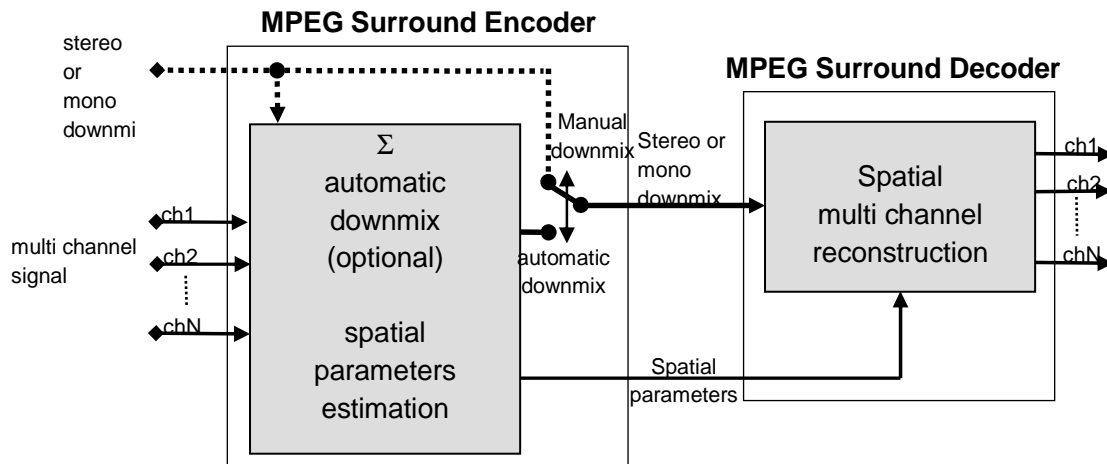 MPEG Surround Encoder
stereo
or
mono
downmi
MPEG Surround Decoder
Manual
downmix
Stereo or
mono
downmix
Σ
automatic
downmix
(optional)
spatial
parameters
estimation
multi channel
signal
ch1
ch2
chN
automatic
downmix
Spatial
parameters
Spatial
multi channel
reconstruction
ch1
ch2
chN